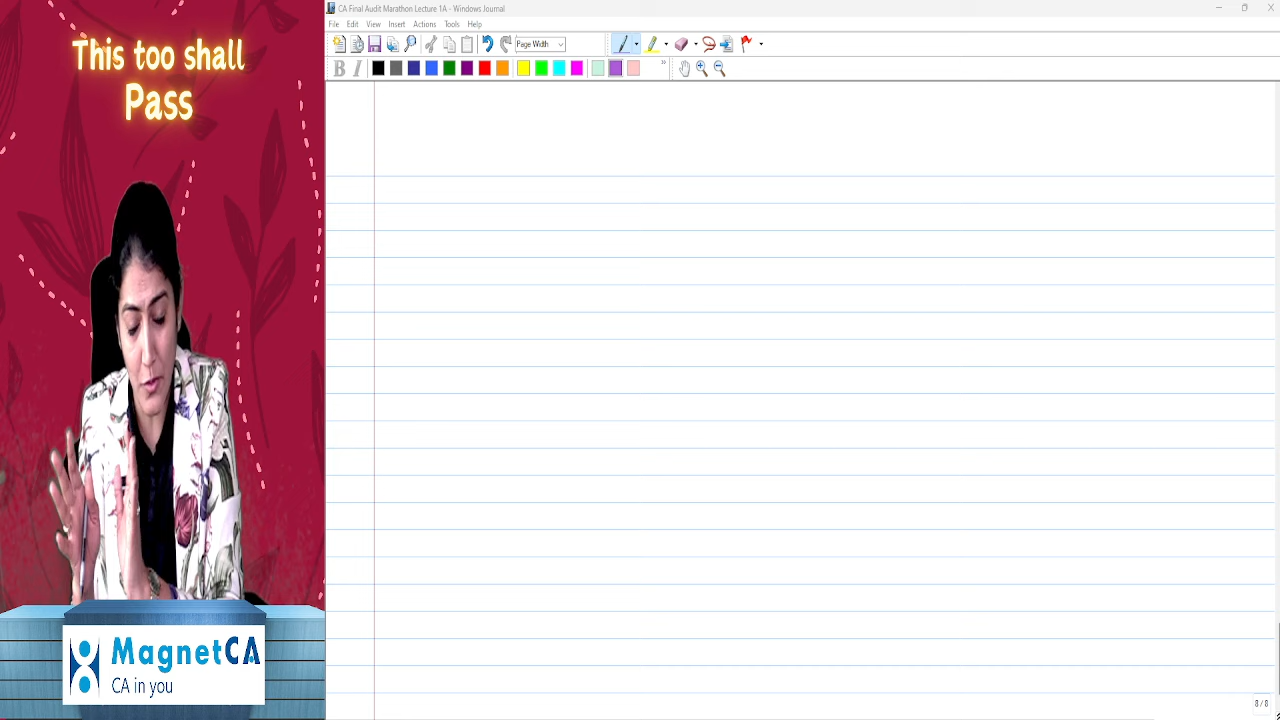 This too shall
Pass
MagnetCA
CA in you
CA Final Audit Marathon Lecture 1A - Windows Journal
File Edit View Insert Actions Tools Help
Page Width
B I
8 / 8